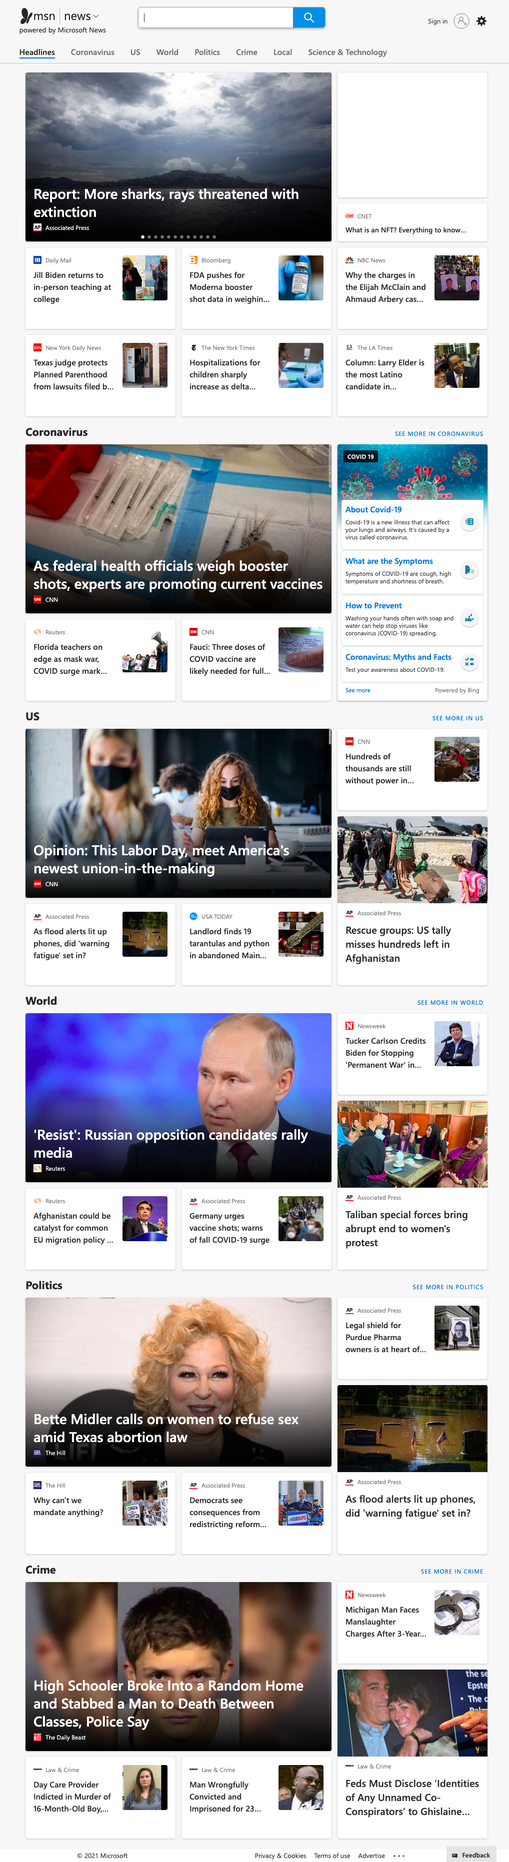 msn | news
powered by Microsoft News
Sign in
Headlines Coronavirus US World Politics Crime Local Science & Technology
Report: More sharks, rays threatened with
extinction
AP Associated Press
CNET
What is an NFT? Everything to know...
Daily Mail
Jill Biden returns to
in-person teaching at
college
Bloomberg
FDA pushes for
Moderna booster
shot data in weighin...
NBC News
Why the charges in
the Elijah McClain and
Ahmaud Arbery cas...
New York Daily News
Texas judge protects
Planned Parenthood
from lawsuits filed b...
The New York Times
Hospitalizations for
children sharply
increase as delta...
The LA Times
Column: Larry Elder is
the most Latino
candidate in...
Coronavirus
SEE MORE IN CORONAVIRUS
As federal health officials weigh booster
shots, experts are promoting current vaccines
CNN
COVID 19
About Covid-19
Covid-19 is a new illness that can affect
your lungs and airways. It's caused by a
virus called coronavirus.
What are the Symptoms
Symptoms of COVID-19 are cough, high
temperature and shortness of breath.
How to Prevent
Washing your hands often with soap and
water can help stop viruses like
coronavirus (COVID-19) spreading.
Coronavirus: Myths and Facts
Test your awareness about COVID-19.
See more
Powered by Bing
Reuters
Florida teachers on
edge as mask war,
COVID surge mark...
CNN
Fauci: Three doses of
COVID vaccine are
likely needed for full...
US
SEE MORE IN US
Opinion: This Labor Day, meet America's
newest union-in-the-making
CNN
CNN
Hundreds of
thousands are still
without power in...
AP Associated Press
Rescue groups: US tally
misses hundreds left in
Afghanistan
AP Associated Press
As flood alerts lit up
phones, did 'warning
fatigue' set in?
USA TODAY
Landlord finds 19
tarantulas and python
in abandoned Main...
World
SEE MORE IN WORLD
'Resist': Russian opposition candidates rally
media
Reuters
N Newsweek
Tucker Carlson Credits
Biden for Stopping
'Permanent War' in...
AP Associated Press
Taliban special forces bring
abrupt end to women's
protest
Reuters
Afghanistan could be
catalyst for common
EU migration policy ...
AP Associated Press
Germany urges
vaccine shots; warns
of fall COVID-19 surge
Politics
SEE MORE IN POLITICS
Bette Midler calls on women to refuse sex
amid Texas abortion law
The Hill
AP Associated Press
Legal shield for
Purdue Pharma
owners is at heart of...
AP Associated Press
As flood alerts lit up phones,
did 'warning fatigue' set in?
The Hill
Why can't we
mandate anything?
AP Associated Press
Democrats see
consequences from
redistricting reform...
Crime
SEE MORE IN CRIME
High Schooler Broke Into a Random Home
and Stabbed a Man to Death Between
Classes, Police Say
The Daily Beast
N Newsweek
Michigan Man Faces
Manslaughter
Charges After 3-Year...
Law & Crime
Feds Must Disclose 'Identities
of Any Unnamed Co-
Conspirators' to Ghislaine...
Law & Crime
Day Care Provider
Indicted in Murder of
16-Month-Old Boy,...
Law & Crime
Man Wrongfully
Convicted and
Imprisoned for 23...
© 2021 Microsoft
Privacy & Cookies Terms of use Advertise ...
Feedback